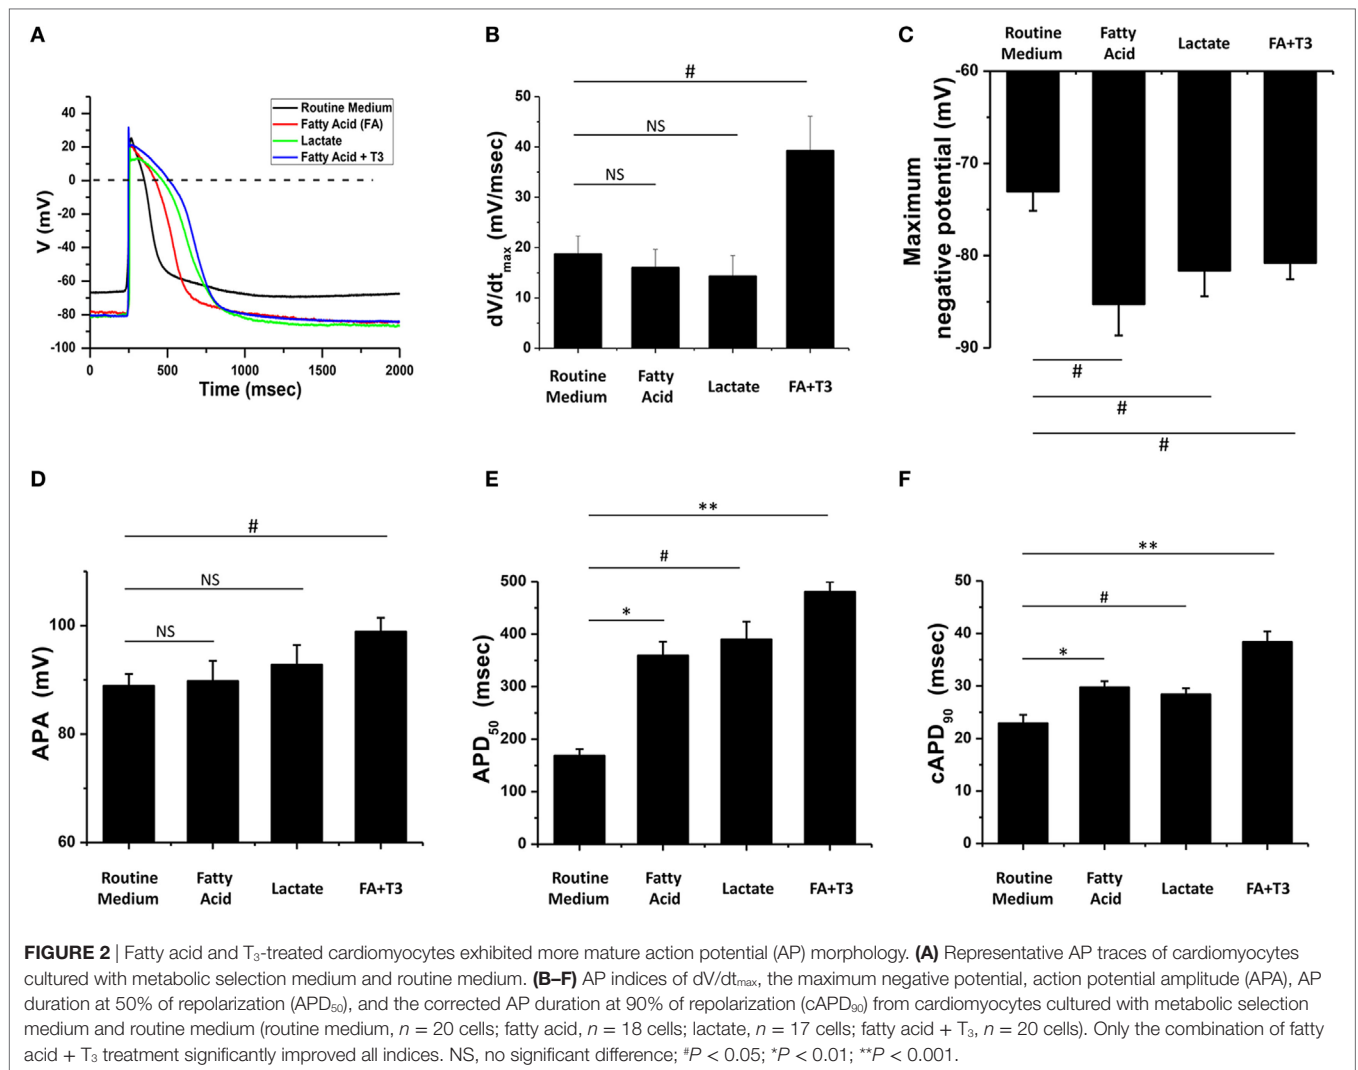 A
40
20
0
-20
-40
-60
-80
-100
V (mV)
0
500
1000
1500
2000
Time (msec)
Routine Medium
Fatty Acid (FA)
Lactate
Fatty Acid + T3
B
#
NS
NS
50
40
30
20
10
0
dV/dtmax (mV/msec)
Routine
Medium
Fatty
Acid
Lactate
FA+T3
C
Routine
Medium
Fatty
Acid
Lactate
FA+T3
-60
-70
-80
-90
Maximum
negative potential (mV)
#
#
#
D
#
NS
NS
100
80
60
APA (mV)
Routine
Medium
Fatty
Acid
Lactate
FA+T3
E
**
#
*
500
400
300
200
100
0
APD50 (msec)
Routine
Medium
Fatty
Acid
Lactate
FA+T3
F
**
#
*
50
40
30
20
10
0
cAPD90 (msec)
Routine
Medium
Fatty
Acid
Lactate
FA+T3
FIGURE 2 | Fatty acid and T3-treated cardiomyocytes exhibited more mature action potential (AP) morphology. (A) Representative AP traces of cardiomyocytes
cultured with metabolic selection medium and routine medium. (B–F) AP indices of dV/dtmax, the maximum negative potential, action potential amplitude (APA), AP
duration at 50% of repolarization (APD50), and the corrected AP duration at 90% of repolarization (cAPD90) from cardiomyocytes cultured with metabolic selection
medium and routine medium (routine medium, n = 20 cells; fatty acid, n = 18 cells; lactate, n = 17 cells; fatty acid + T3, n = 20 cells). Only the combination of fatty
acid + T3 treatment significantly improved all indices. NS, no significant difference; #P < 0.05; *P < 0.01; **P < 0.001.